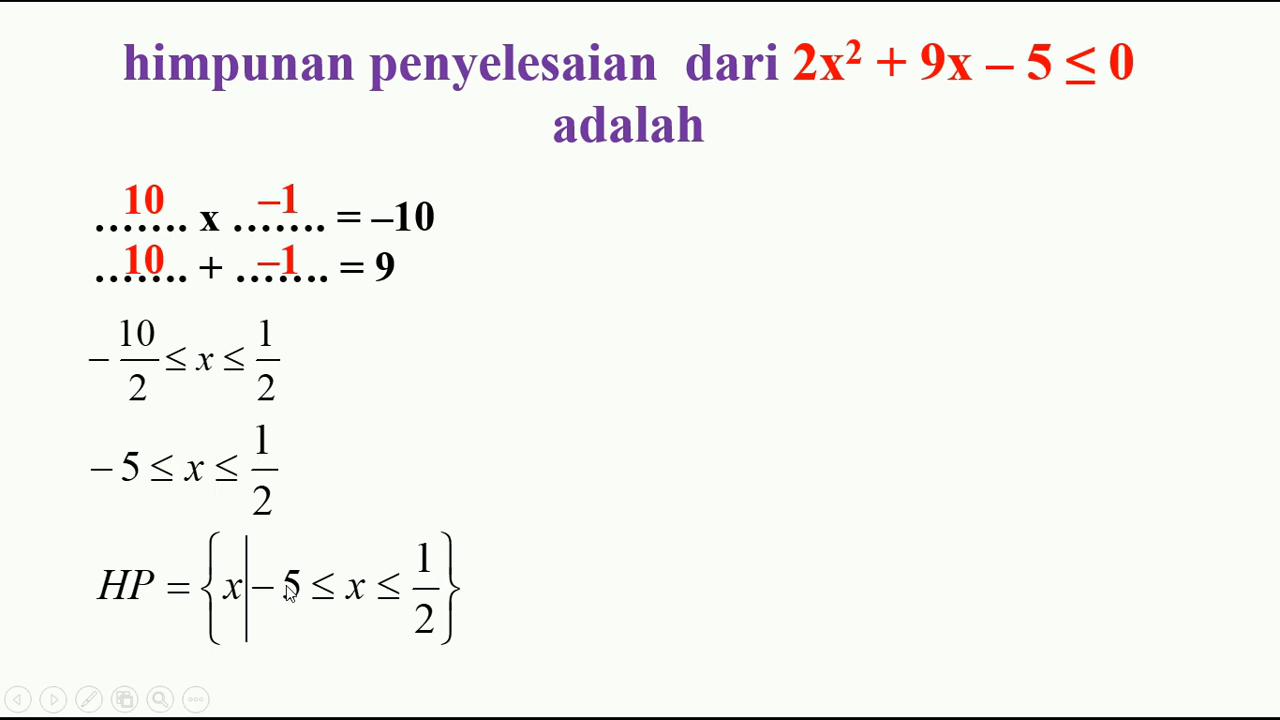 himpunan penyelesaian dari 2x² + 9x – 5 ≤ 0
adalah
10 –1
……. x ……. = –10
10 –1
……. + ……. = 9
− 10/2 ≤ x ≤ 1/2
− 5 ≤ x ≤ 1/2
HP = {x | − 5 ≤ x ≤ 1/2}